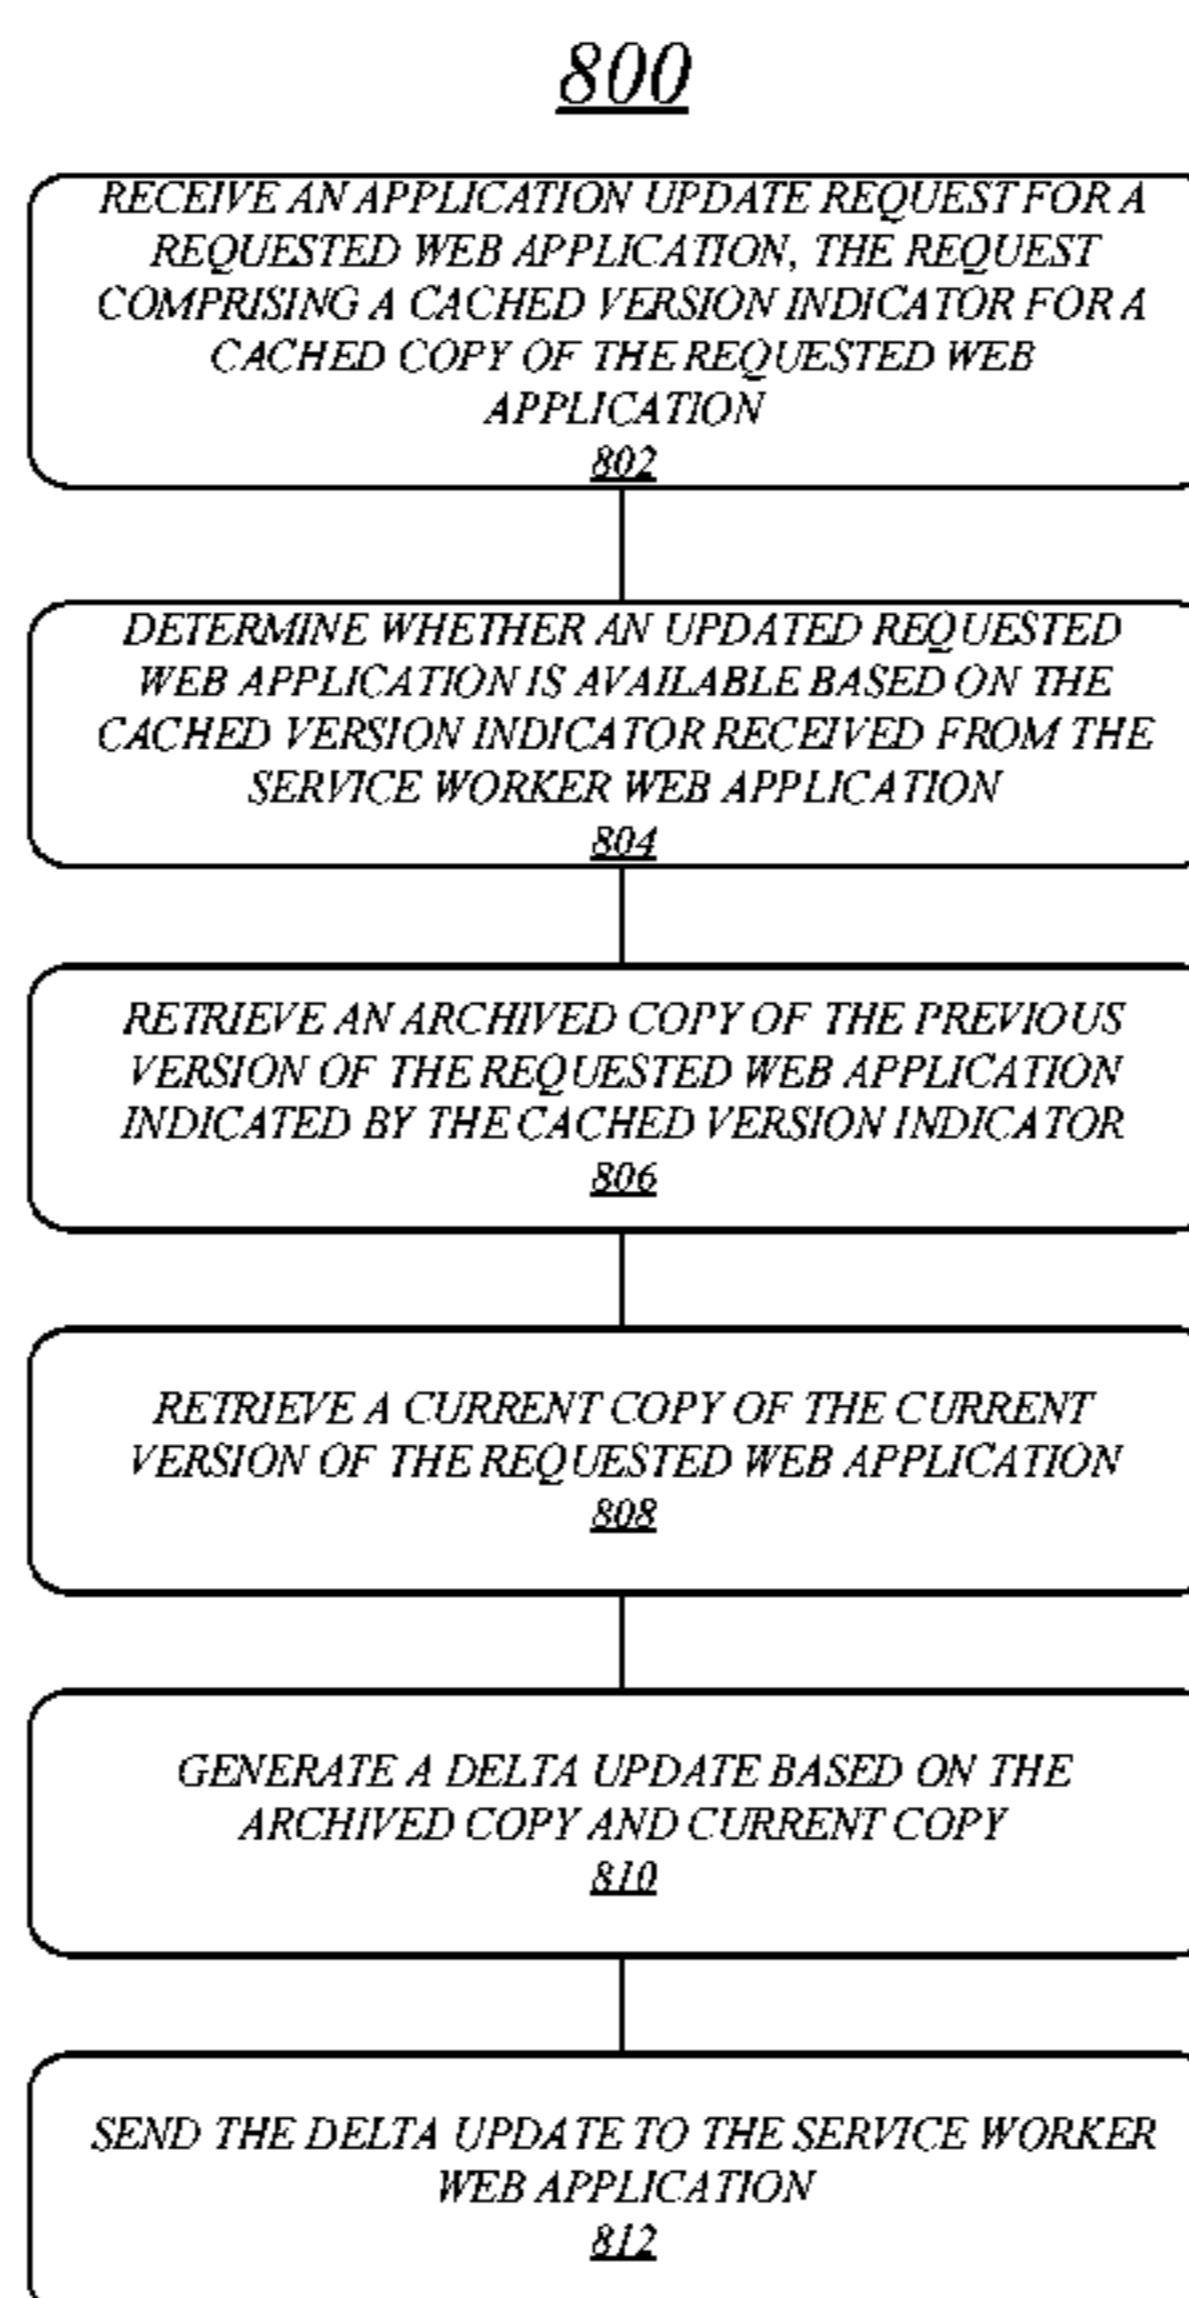 800
RECEIVE AN APPLICATION UPDATE REQUEST FOR A
REQUESTED WEB APPLICATION, THE REQUEST
COMPRISING A CACHED VERSION INDICATOR FOR A
CACHED COPY OF THE REQUESTED WEB
APPLICATION
802
DETERMINE WHETHER AN UPDATED REQUESTED
WEB APPLICATION IS AVAILABLE BASED ON THE
CACHED VERSION INDICATOR RECEIVED FROM THE
SERVICE WORKER WEB APPLICATION
804
RETRIEVE AN ARCHIVED COPY OF THE PREVIOUS
VERSION OF THE REQUESTED WEB APPLICATION
INDICATED BY THE CACHED VERSION INDICATOR
806
RETRIEVE A CURRENT COPY OF THE CURRENT
VERSION OF THE REQUESTED WEB APPLICATION
808
GENERATE A DELTA UPDATE BASED ON THE
ARCHIVED COPY AND CURRENT COPY
810
SEND THE DELTA UPDATE TO THE SERVICE WORKER
WEB APPLICATION
812